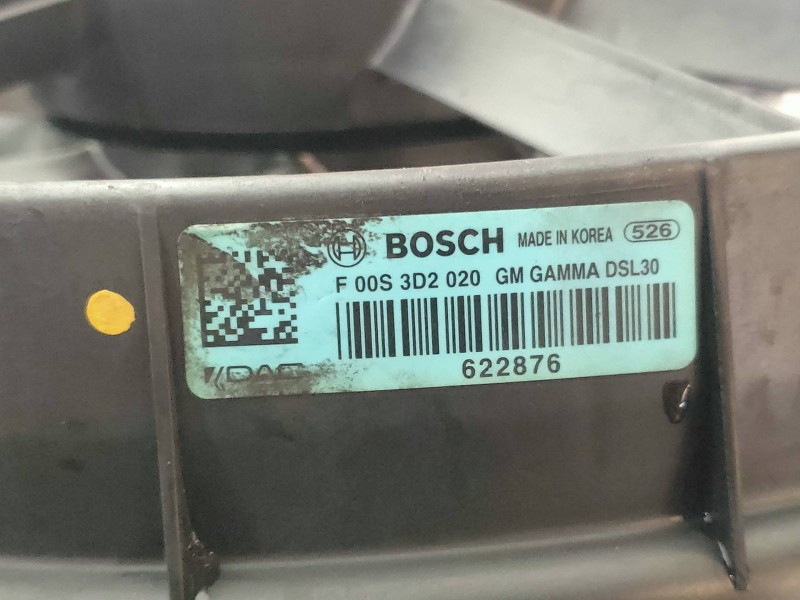 BOSCH MADE IN KOREA 526
F 00S 3D2 020 GM GAMMA DSL30
622876